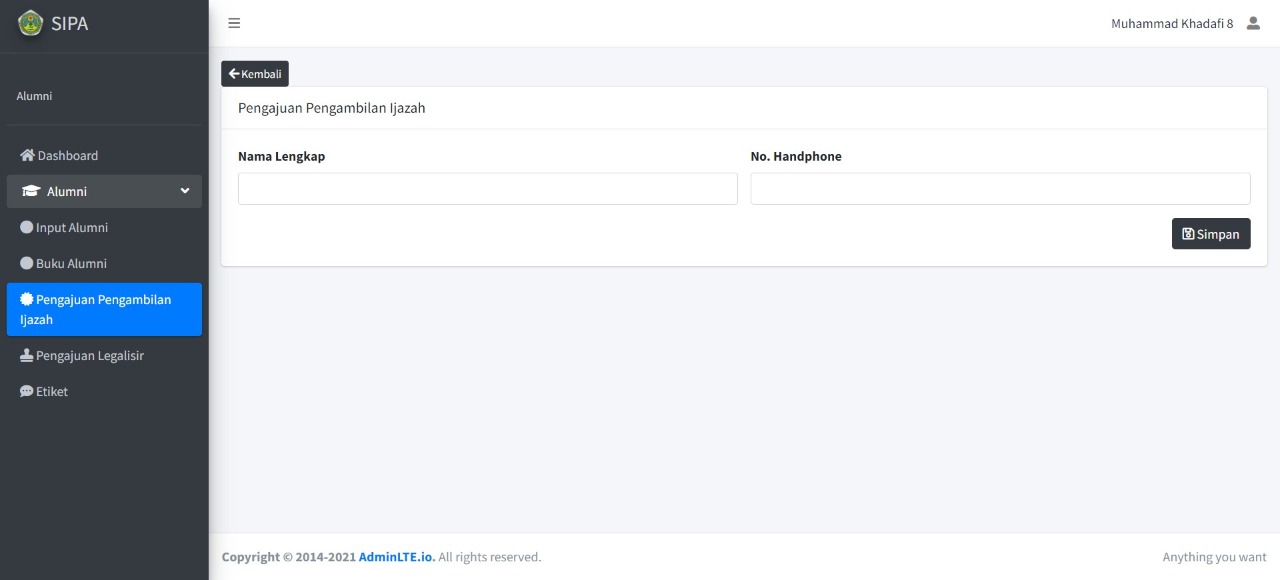 SIPA
Muhammad Khadafi 8
Alumni
Dashboard
Alumni
Input Alumni
Buku Alumni
Pengajuan Pengambilan
Ijazah
Pengajuan Legalisir
Etiket
Kembali
Pengajuan Pengambilan Ijazah
Nama Lengkap
No. Handphone
Simpan
Copyright © 2014-2021 AdminLTE.io. All rights reserved.
Anything you want